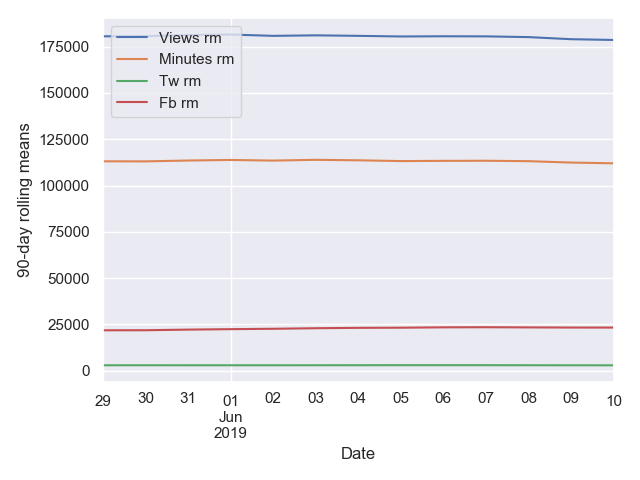 Views rm
Minutes rm
Tw rm
Fb rm
175000
150000
125000
100000
75000
50000
25000
0
90-day rolling means
29 30 31 01 02 03 04 05 06 07 08 09 10
Jun
2019
Date